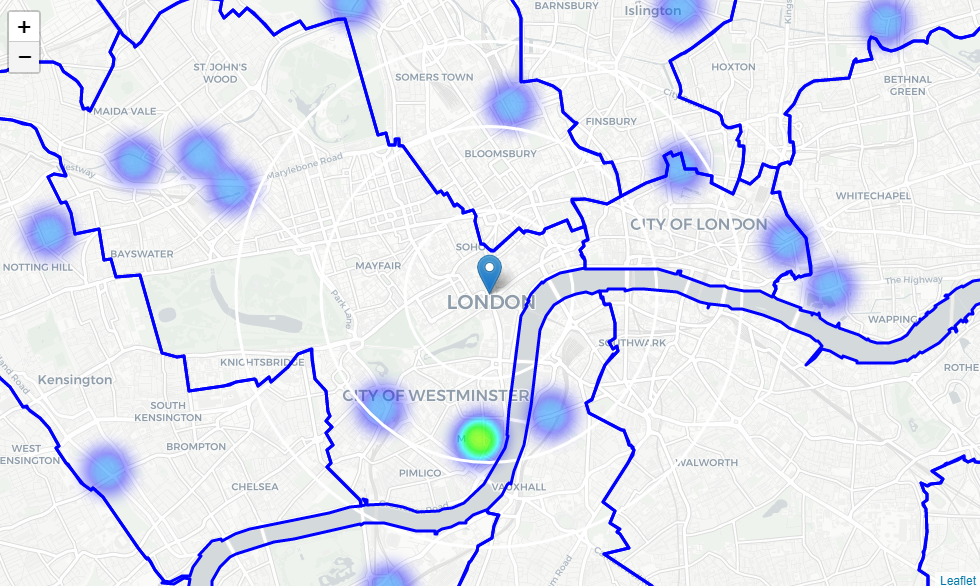 BARNSBURY
Islington
+
−
ST. JOHN'S
WOOD
SOMERS TOWN
HOXTON
BETHNAL
GREEN
MAIDA VALE
FINSBURY
BLOOMSBURY
Marylebone Road
WHITECHAPEL
CITY OF LONDON
SOHO
BAYSWATER
NOTTING HILL
MAYFAIR
The Highway
Park Lane
LONDON
WAPPING
SOUTHWARK
KNIGHTSBRIDGE
ROTHE
Kensington
CITY OF WESTMINSTER
SOUTH
KENSINGTON
WEST
ENSINGTON
BROMPTON
WALWORTH
PIMLICO
CHELSEA
VAUXHALL
Leaflet